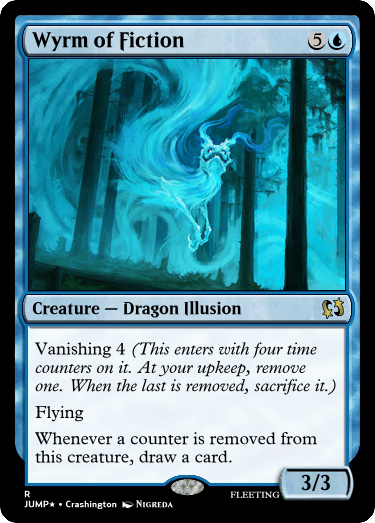 Wyrm of Fiction 5
Creature — Dragon Illusion
Vanishing 4 (This enters with four time
counters on it. At your upkeep, remove
one. When the last is removed, sacrifice it.)
Flying
Whenever a counter is removed from
this creature, draw a card.
3/3
R
JUMP★ • Crashington NIGREDA
FLEETING